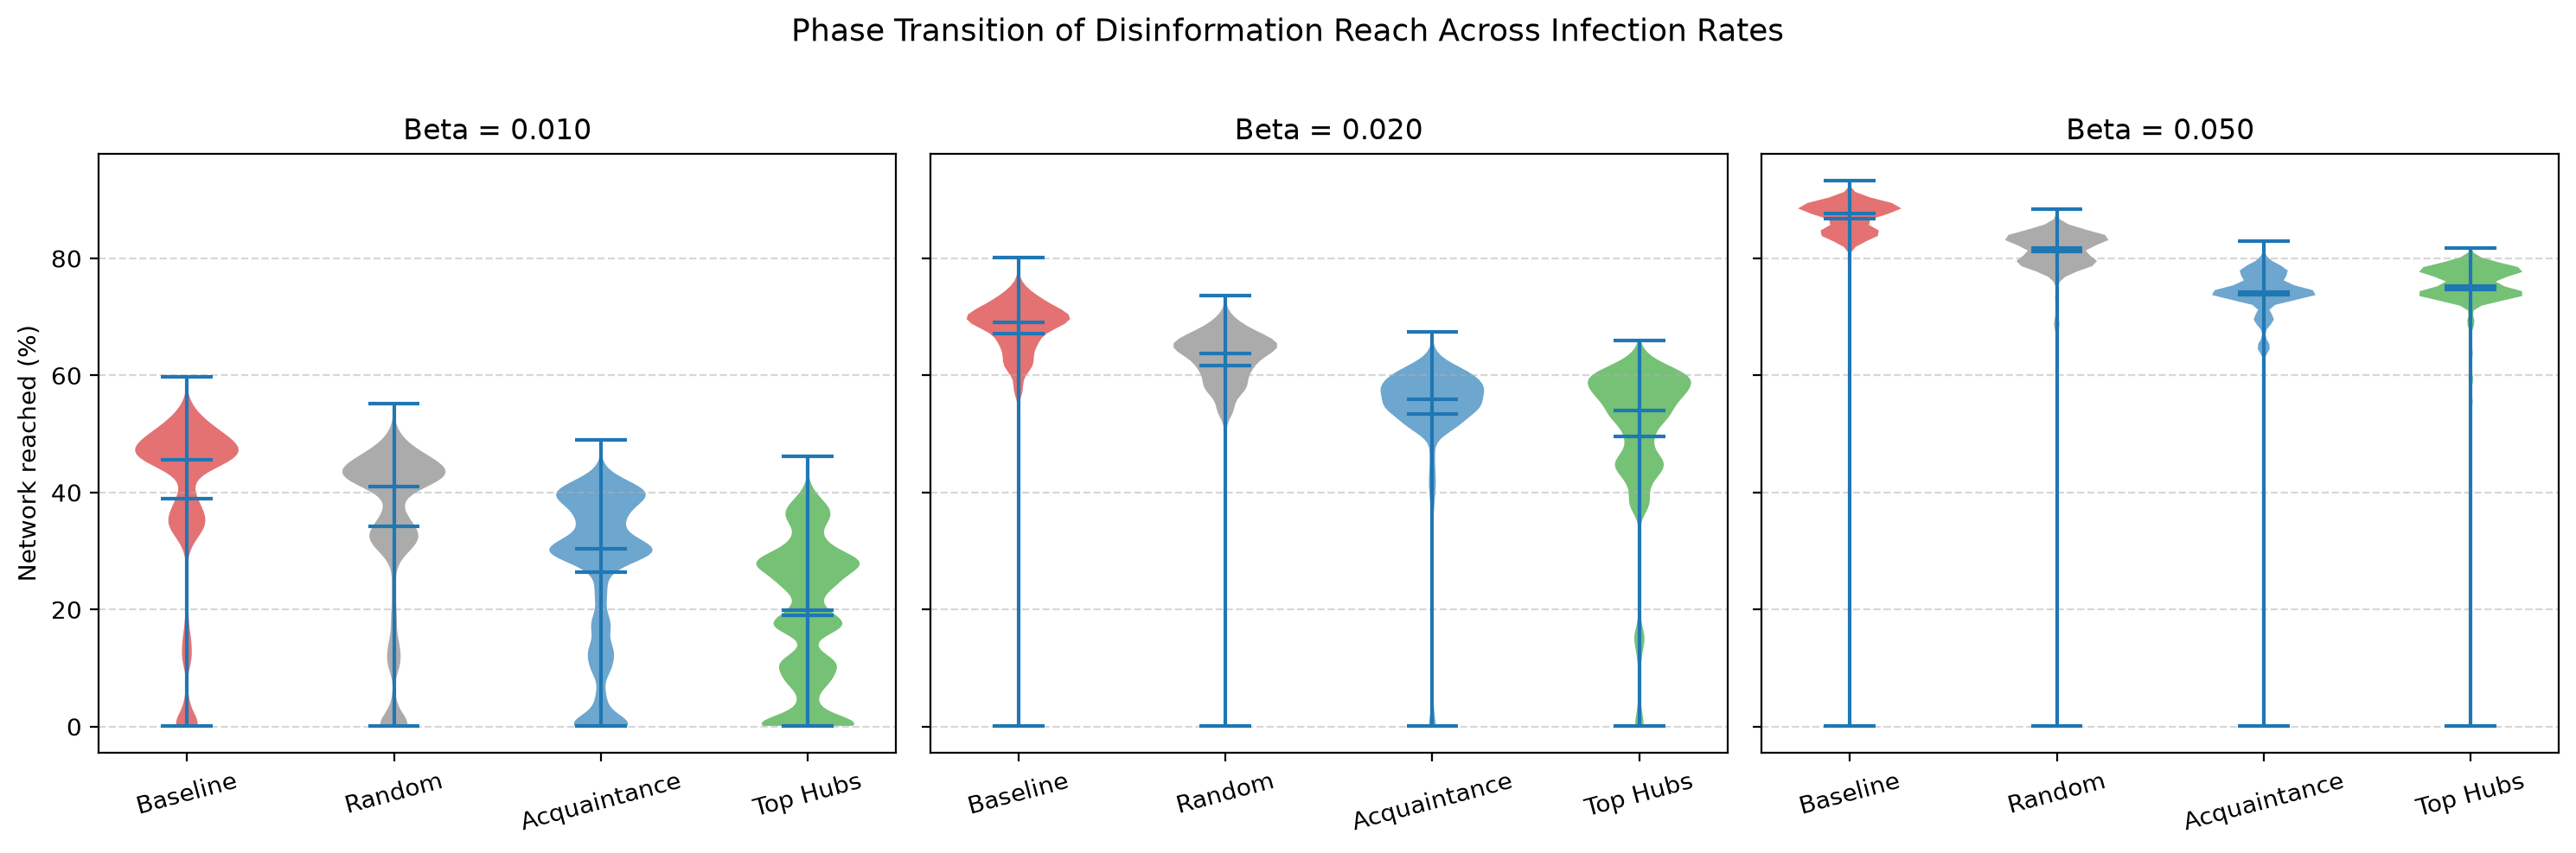 Phase Transition of Disinformation Reach Across Infection Rates
Beta = 0.010
Beta = 0.020
Beta = 0.050
Network reached (%)
80
60
40
20
0
Baseline
Random
Acquaintance
Top Hubs
Baseline
Random
Acquaintance
Top Hubs
Baseline
Random
Acquaintance
Top Hubs